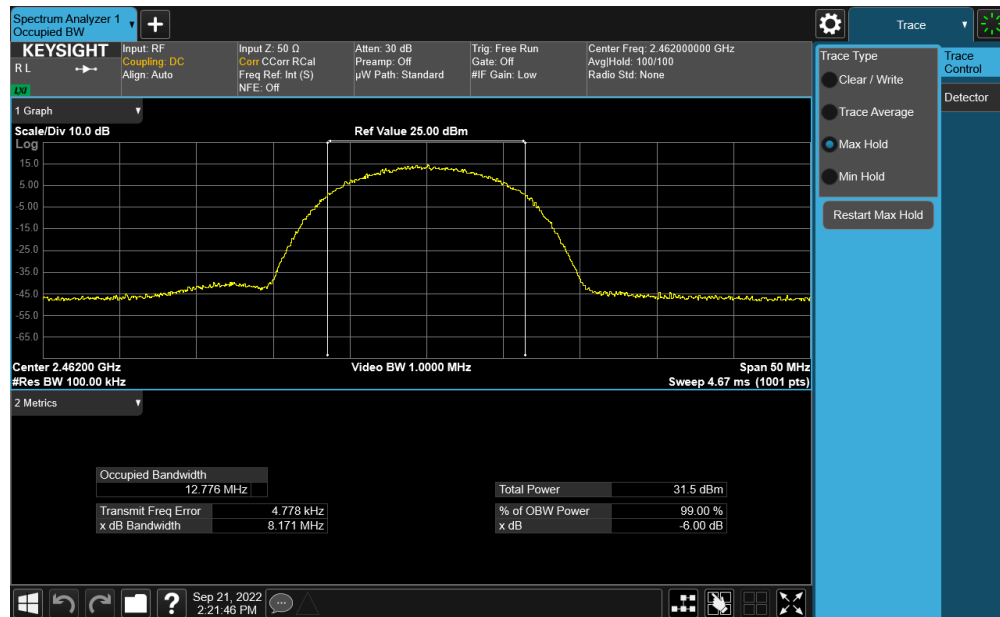 Spectrum Analyzer 1
Occupied BW
+
KEYSIGHT
R L
LXI
Input: RF
Coupling: DC
Align: Auto
Input Z: 50 Ω
Corr CCorr RCal
Freq Ref: Int (S)
NFE: Off
Atten: 30 dB
Preamp: Off
µW Path: Standard
Trig: Free Run
Gate: Off
#IF Gain: Low
Center Freq: 2.462000000 GHz
Avg|Hold: 100/100
Radio Std: None
1 Graph
Scale/Div 10.0 dB
Ref Value 25.00 dBm
Log
15.0
5.00
-5.00
-15.0
-25.0
-35.0
-45.0
-55.0
-65.0
Center 2.46200 GHz
Video BW 1.0000 MHz
Span 50 MHz
#Res BW 100.00 kHz
Sweep 4.67 ms (1001 pts)
2 Metrics
Occupied Bandwidth
12.776 MHz
Total Power 31.5 dBm
Transmit Freq Error 4.778 kHz
% of OBW Power 99.00 %
x dB Bandwidth 8.171 MHz
x dB -6.00 dB
?
Sep 21, 2022
2:21:46 PM
Trace
Trace Type
Clear / Write
Trace Average
Max Hold
Min Hold
Restart Max Hold
Trace
Control
Detector